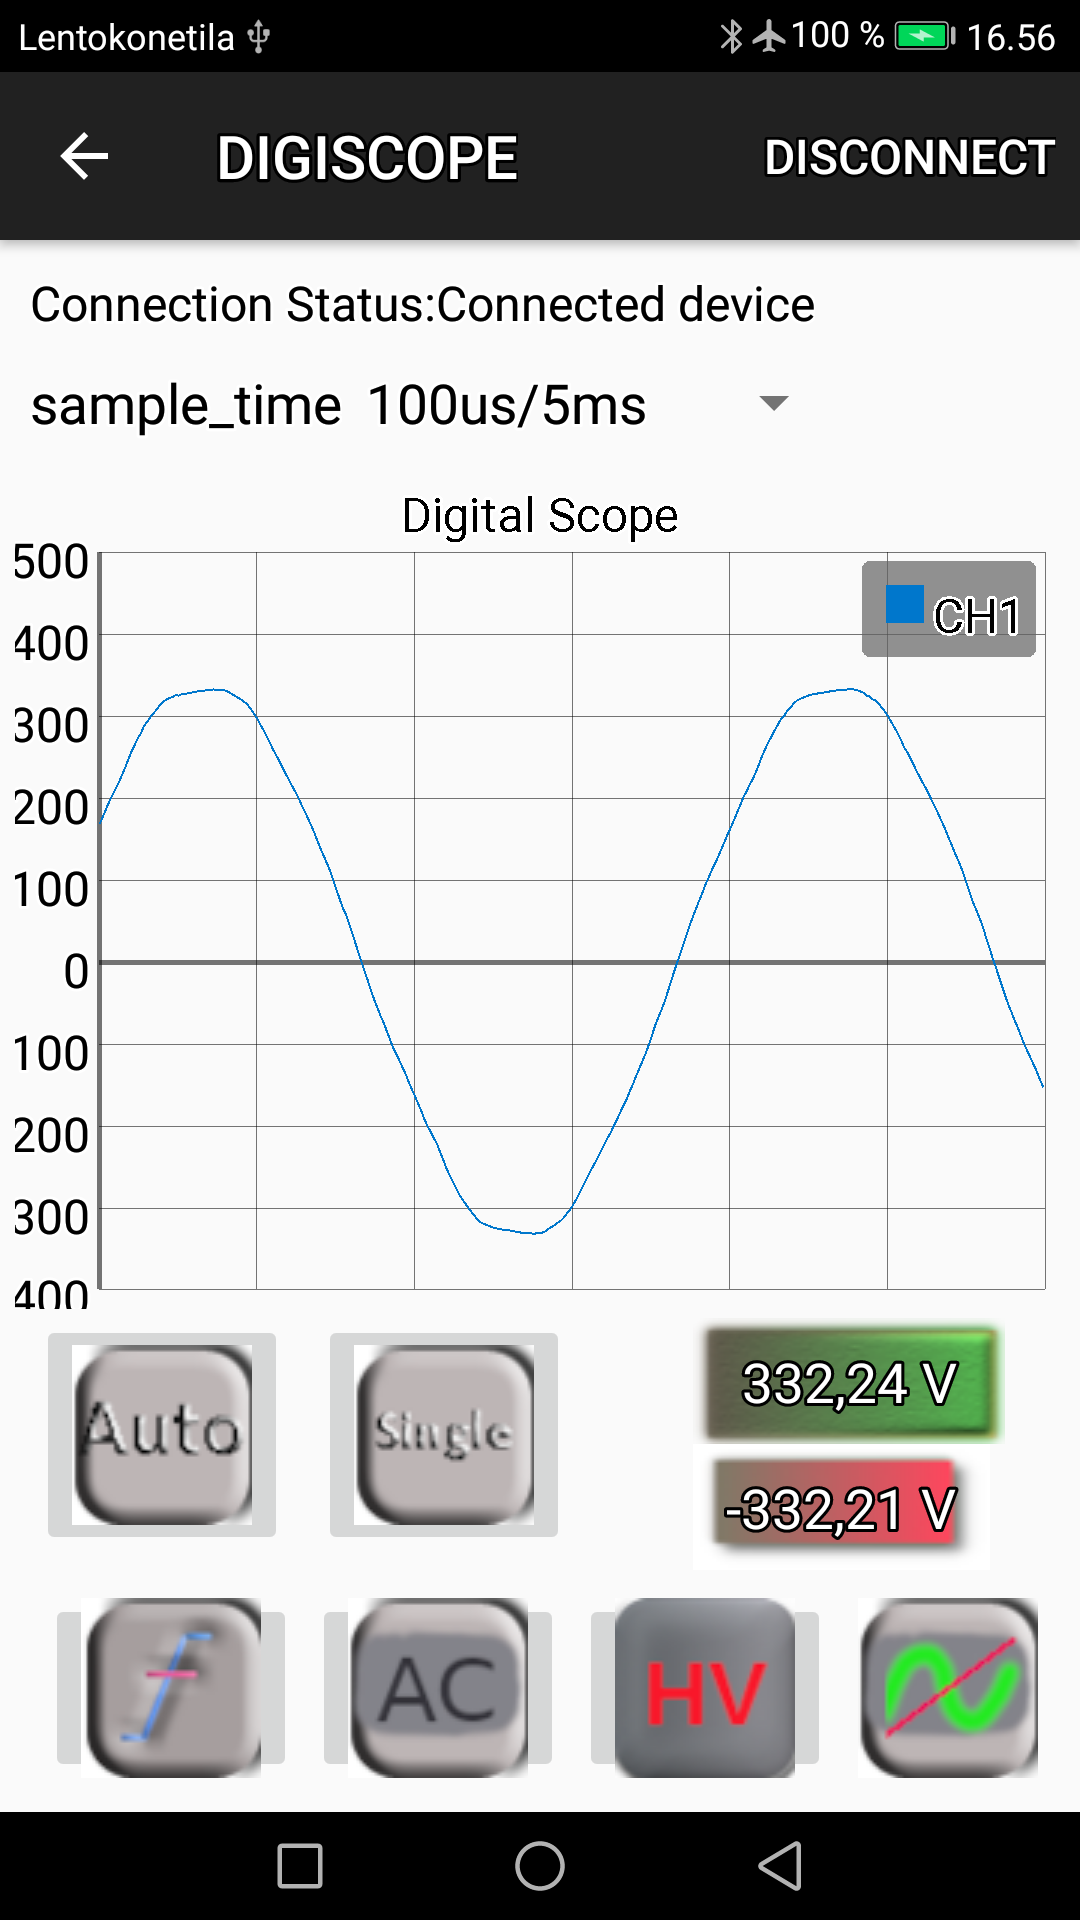 Lentokonetila 100 % 16.56
DIGISCOPE DISCONNECT
Connection Status:Connected device
sample_time 100us/5ms
Digital Scope
500
CH1
400
300
200
100
0
100
200
300
400
Auto Single 332,24 V
-332,21 V
f AC HV